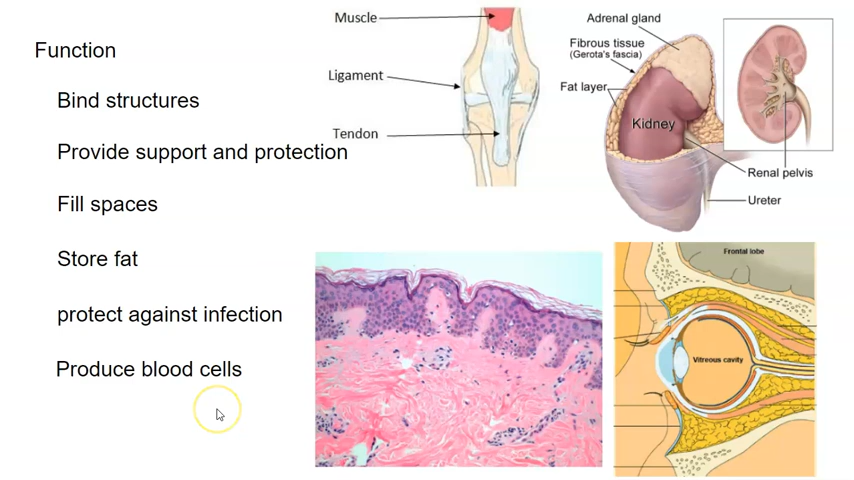 Function
Bind structures
Provide support and protection
Fill spaces
Store fat
protect against infection
Produce blood cells
Muscle
Ligament
Tendon
Adrenal gland
Fibrous tissue
(Gerota's fascia)
Fat layer
Kidney
Renal pelvis
Ureter
Frontal lobe
Vitreous cavity